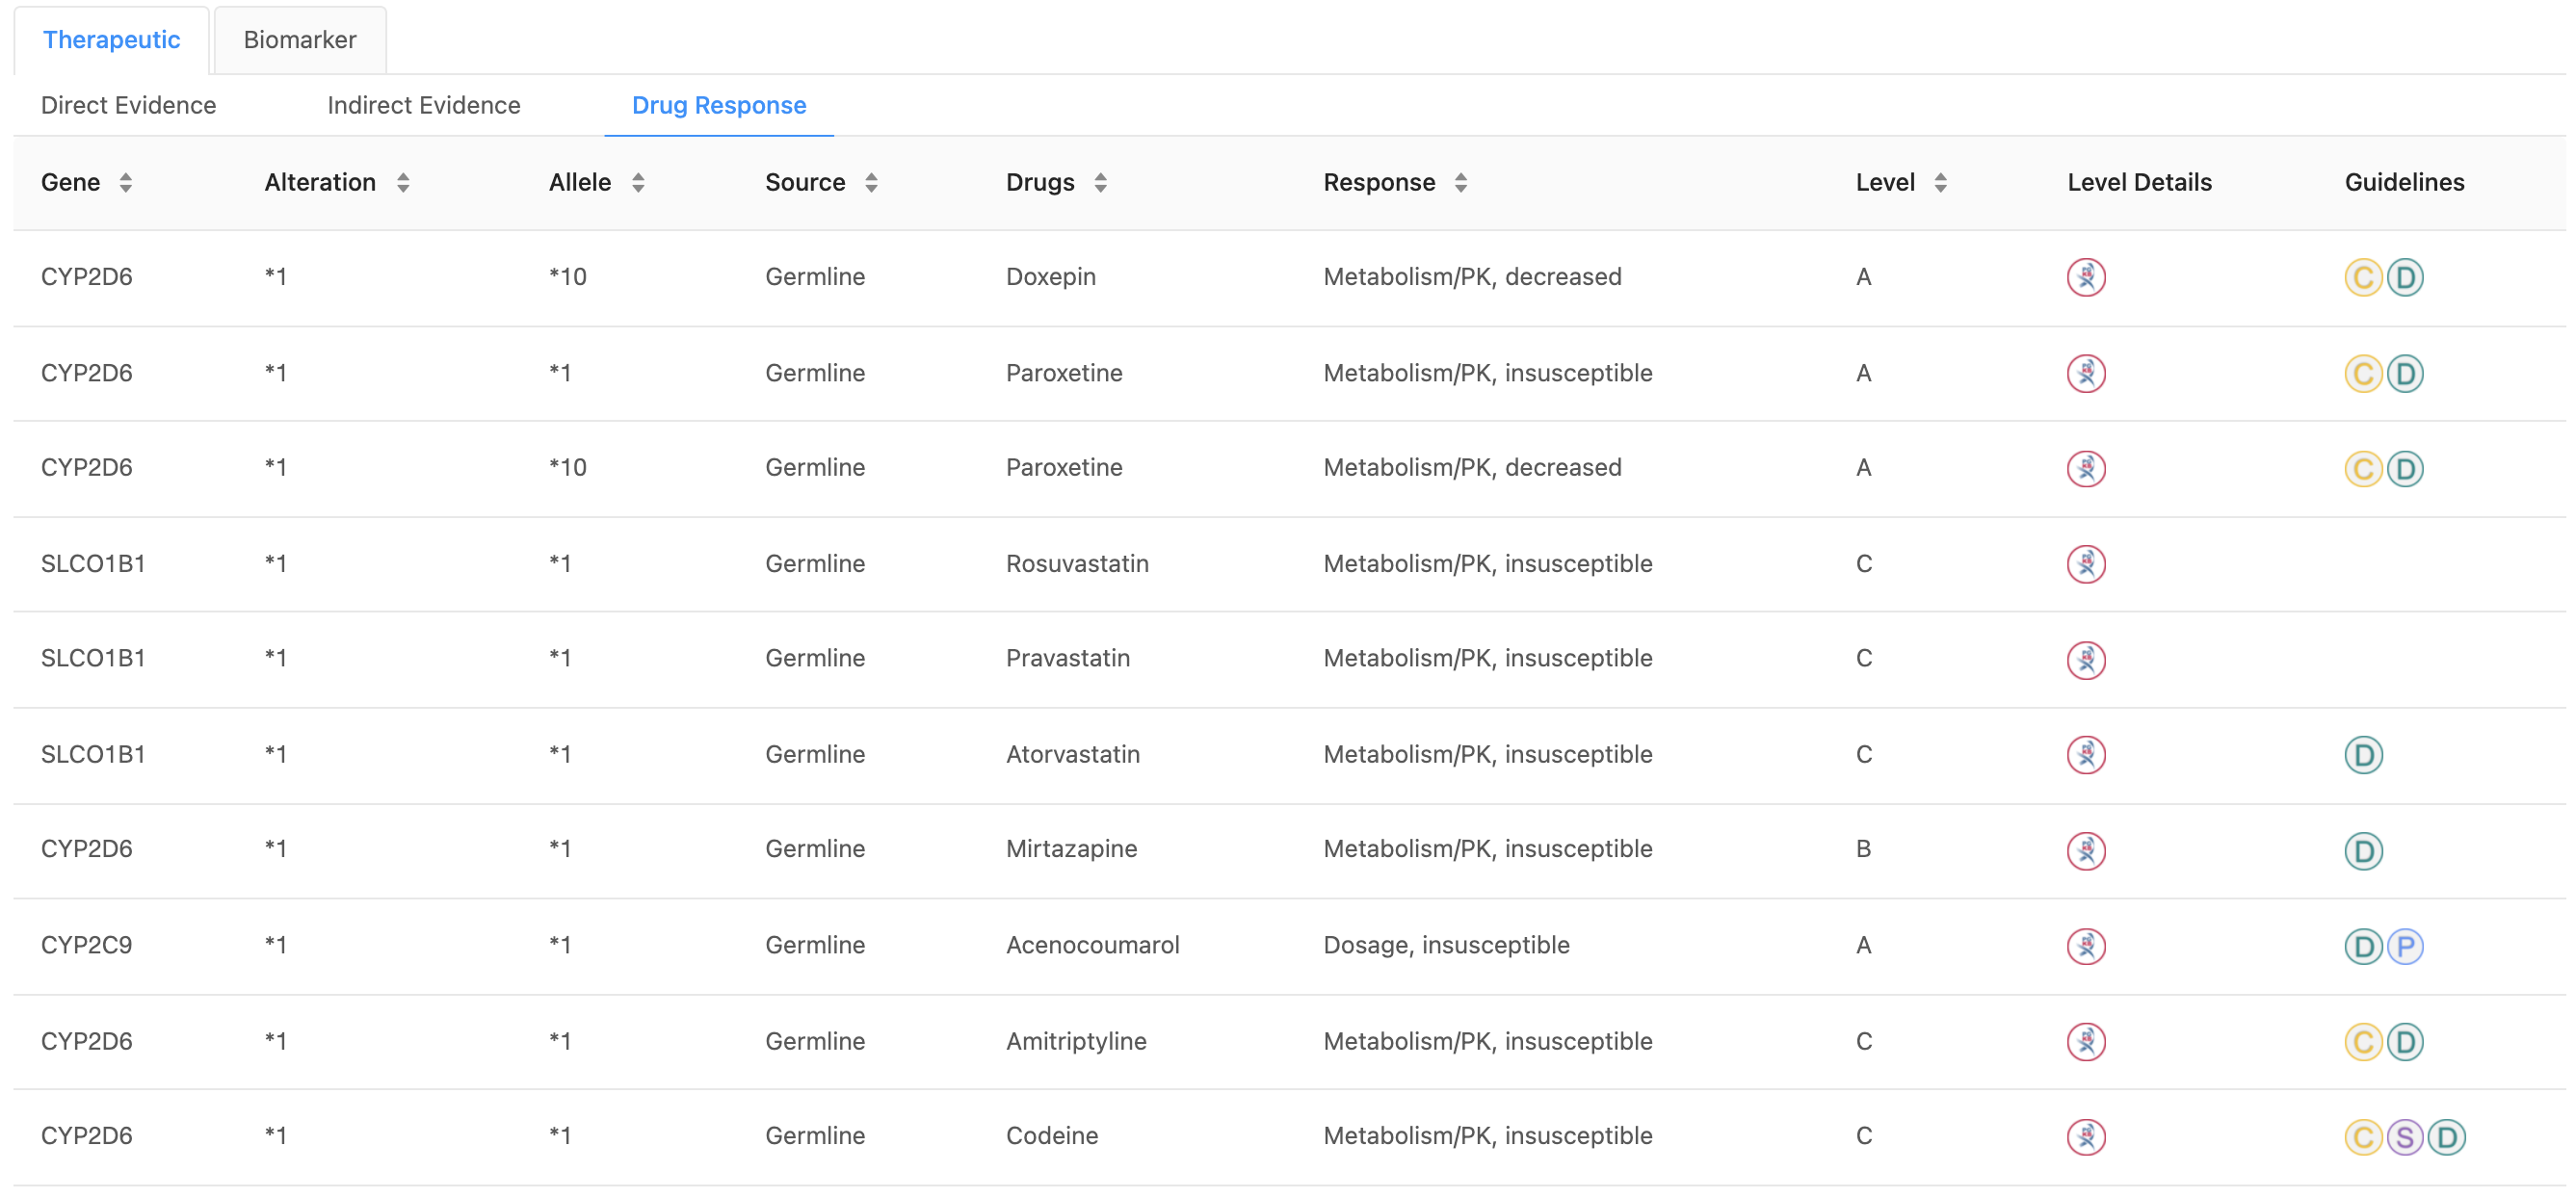 Therapeutic Biomarker
Direct Evidence Indirect Evidence Drug Response
Gene Alteration Allele Source Drugs Response Level Level Details Guidelines
CYP2D6 *1 *10 Germline Doxepin Metabolism/PK, decreased A C D
CYP2D6 *1 *1 Germline Paroxetine Metabolism/PK, insusceptible A C D
CYP2D6 *1 *10 Germline Paroxetine Metabolism/PK, decreased A C D
SLCO1B1 *1 *1 Germline Rosuvastatin Metabolism/PK, insusceptible C
SLCO1B1 *1 *1 Germline Pravastatin Metabolism/PK, insusceptible C
SLCO1B1 *1 *1 Germline Atorvastatin Metabolism/PK, insusceptible C D
CYP2D6 *1 *1 Germline Mirtazapine Metabolism/PK, insusceptible B D
CYP2C9 *1 *1 Germline Acenocoumarol Dosage, insusceptible A D P
CYP2D6 *1 *1 Germline Amitriptyline Metabolism/PK, insusceptible C C D
CYP2D6 *1 *1 Germline Codeine Metabolism/PK, insusceptible C C S D